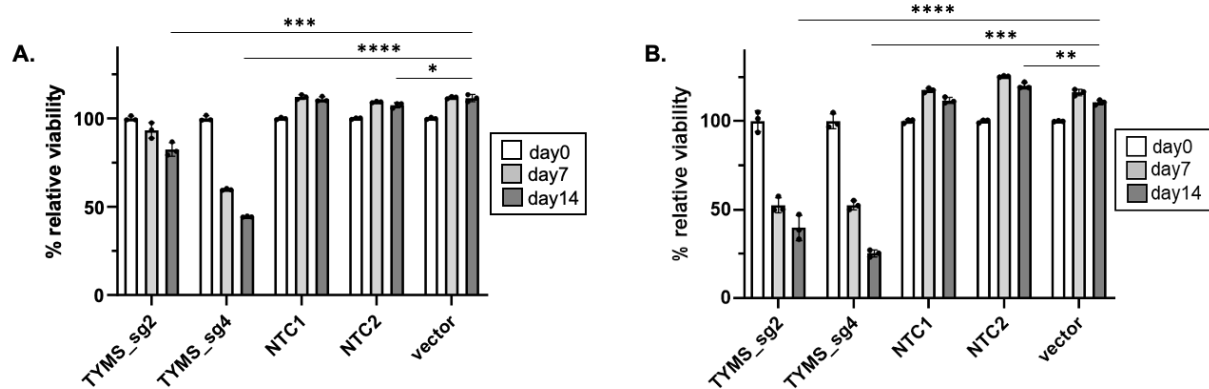 A.
***
****
*
% relative viability
100
50
0
TYMS_sg2
TYMS_sg4
NTC1
NTC2
vector
day0
day7
day14
B.
****
***
**
% relative viability
100
50
0
TYMS_sg2
TYMS_sg4
NTC1
NTC2
vector
day0
day7
day14